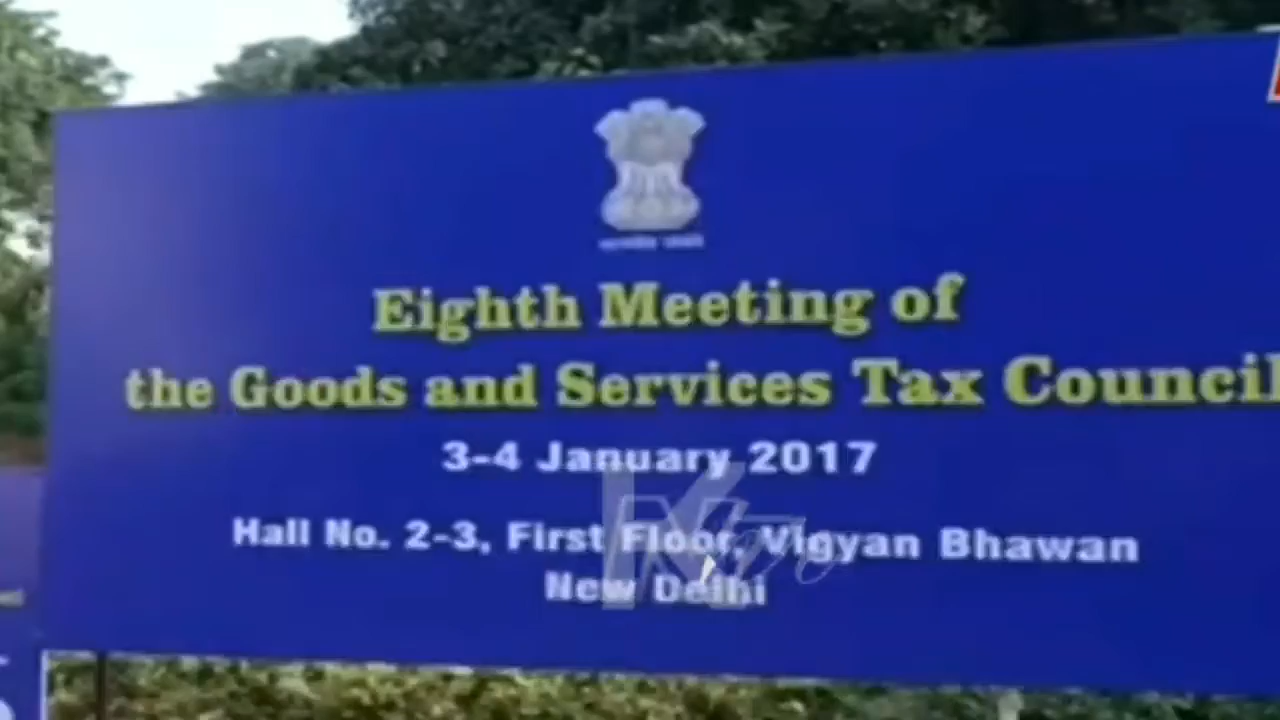 Eighth Meeting of
the Goods and Services Tax Council
3-4 January 2017
Hall No. 2-3, First Floor, Vigyan Bhawan
New Delhi